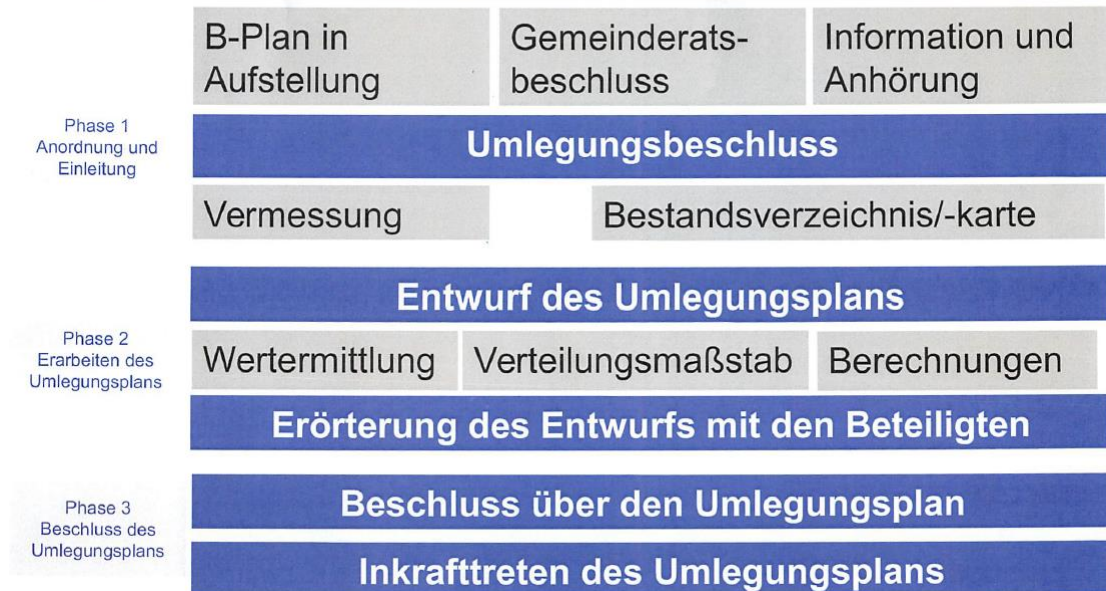 B-Plan in
Aufstellung
Gemeinderats-
beschluss
Information und
Anhörung
Phase 1
Anordnung und
Einleitung
Umlegungsbeschluss
Vermessung
Bestandsverzeichnis/-karte
Entwurf des Umlegungsplans
Phase 2
Erarbeiten des
Umlegungsplans
Wertermittlung
Verteilungsmaßstab
Berechnungen
Erörterung des Entwurfs mit den Beteiligten
Phase 3
Beschluss des
Umlegungsplans
Beschluss über den Umlegungsplan
Inkrafttreten des Umlegungsplans